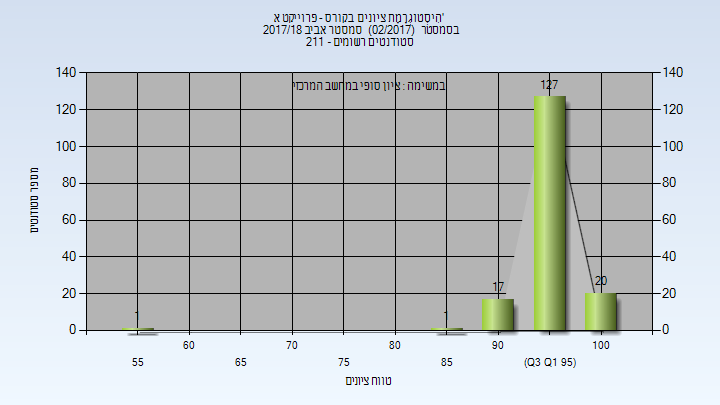 היסטוגרמת ציונים בקורס - פרוייקט א'
בסמסטר (02/2017) סמסטר אביב 2017/18
סטודנטים רשומים - 211
במשימה : ציון סופי במחשב המרכזי
140 140
120 120
100 100
80 80
60 60
40 40
20 20
0 0
מספר סטודנטים
1 1 17 127 20
60 70 80 90 100
55 65 75 85 (Q3 Q1 95)
טווח ציונים